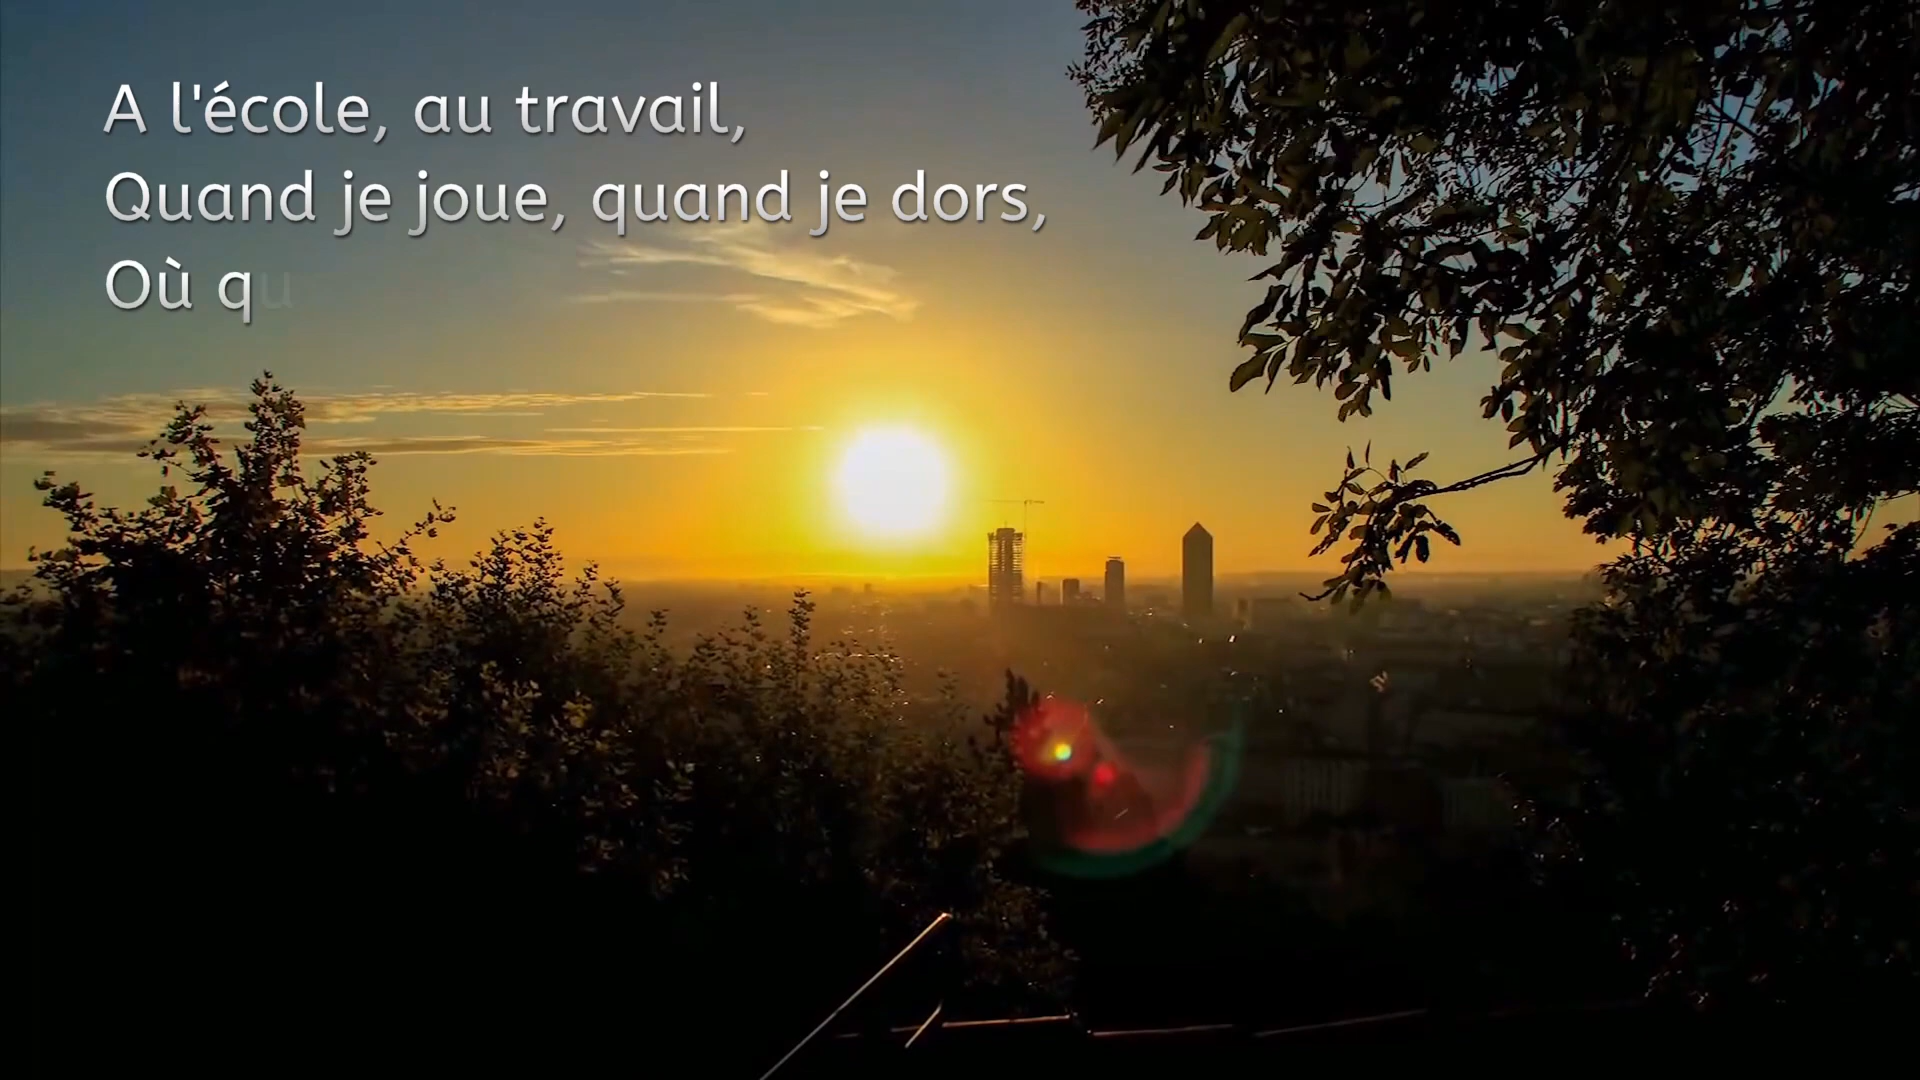 A l'école, au travail,
Quand je joue, quand je dors,
Où qu